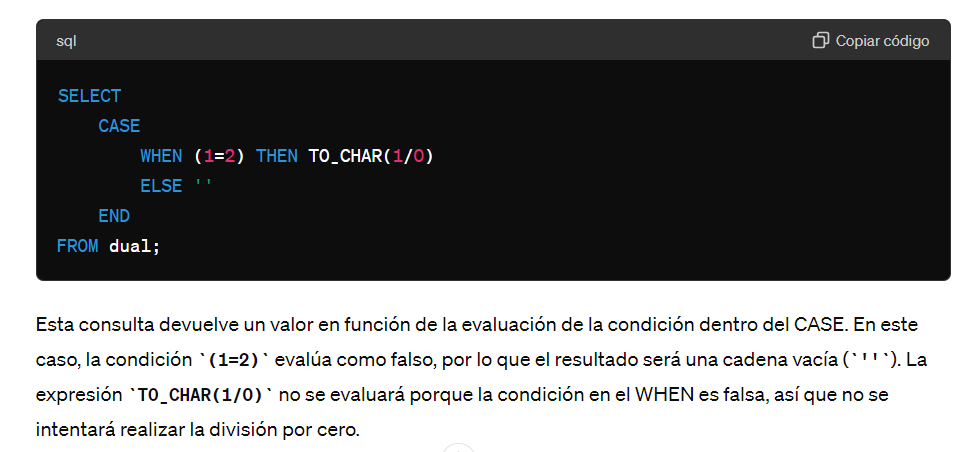 sql
Copiar código
SELECT
    CASE
        WHEN (1=2) THEN TO_CHAR(1/0)
        ELSE ''
    END
FROM dual;
Esta consulta devuelve un valor en función de la evaluación de la condición dentro del CASE. En este
caso, la condición `(1=2)` evalúa como falso, por lo que el resultado será una cadena vacía (`''`). La
expresión `TO_CHAR(1/0)` no se evaluará porque la condición en el WHEN es falsa, así que no se
intentará realizar la división por cero.